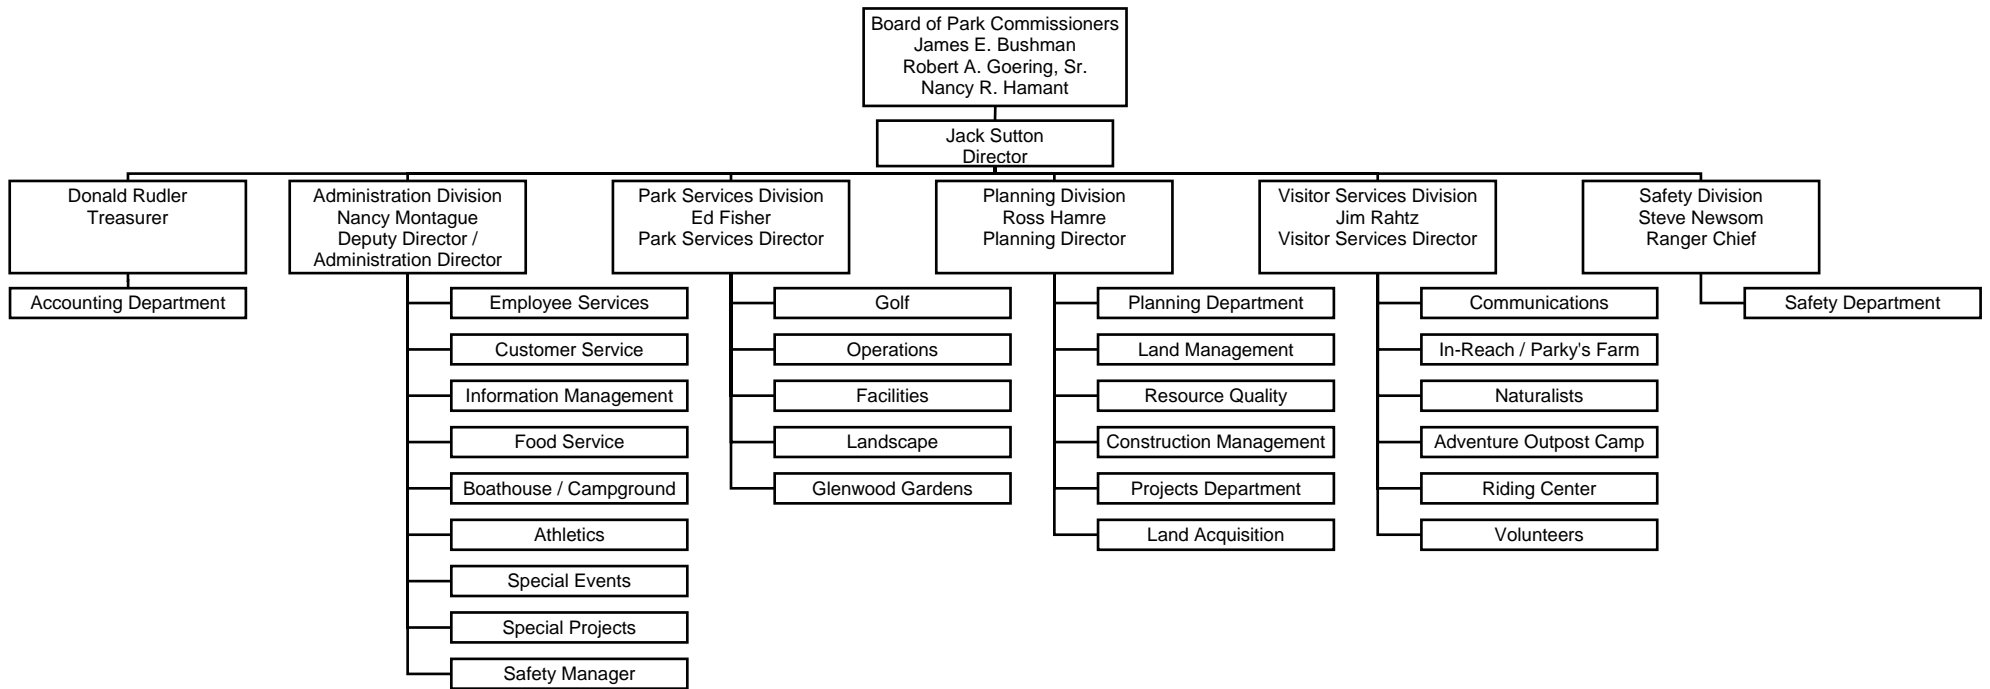 Board of Park Commissioners
James E. Bushman
Robert A. Goering, Sr.
Nancy R. Hamant
Jack Sutton
Director
Donald Rudler
Treasurer
Accounting Department
Administration Division
Nancy Montague
Deputy Director /
Administration Director
Employee Services
Customer Service
Information Management
Food Service
Boathouse / Campground
Athletics
Special Events
Special Projects
Safety Manager
Park Services Division
Ed Fisher
Park Services Director
Golf
Operations
Facilities
Landscape
Glenwood Gardens
Planning Division
Ross Hamre
Planning Director
Planning Department
Land Management
Resource Quality
Construction Management
Projects Department
Land Acquisition
Visitor Services Division
Jim Rahtz
Visitor Services Director
Communications
In-Reach / Parky's Farm
Naturalists
Adventure Outpost Camp
Riding Center
Volunteers
Safety Division
Steve Newsom
Ranger Chief
Safety Department